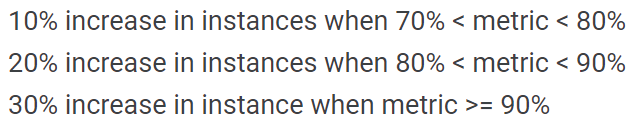 10% increase in instances when 70% < metric < 80%
20% increase in instances when 80% < metric < 90%
30% increase in instance when metric >= 90%